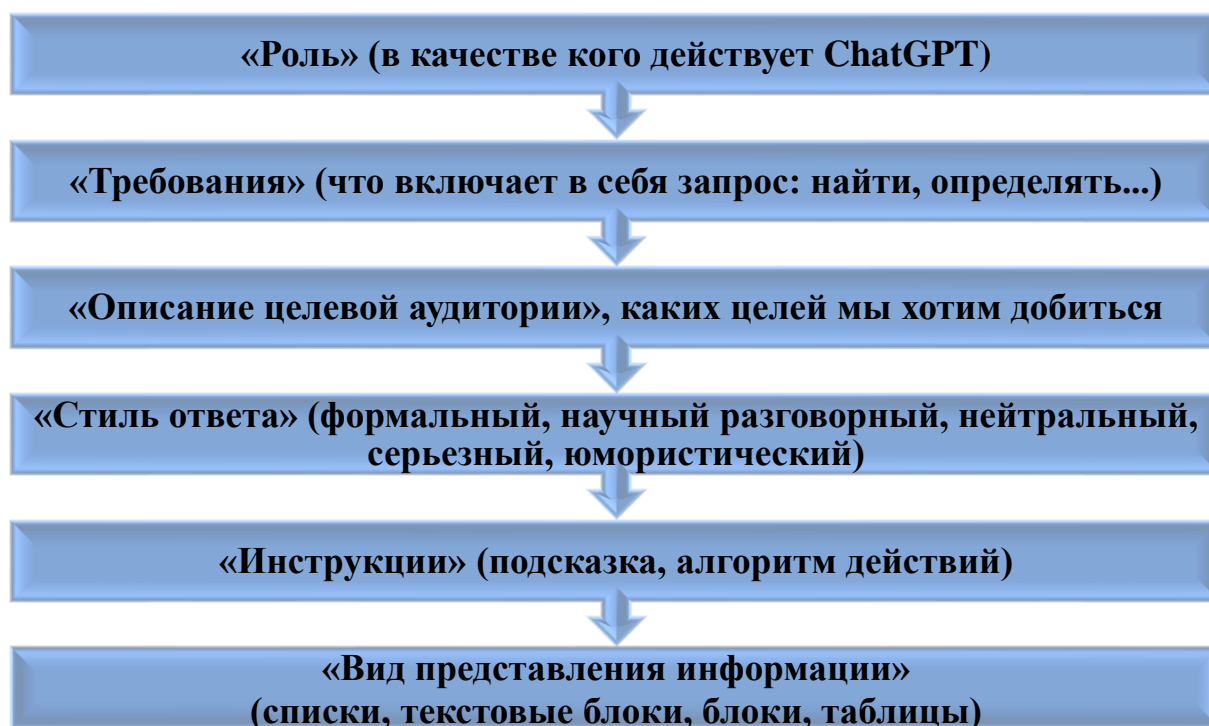 «Роль» (в качестве кого действует ChatGPT)
«Требования» (что включает в себя запрос: найти, определять...)
«Описание целевой аудитории», каких целей мы хотим добиться
«Стиль ответа» (формальный, научный разговорный, нейтральный,
серьезный, юмористический)
«Инструкции» (подсказка, алгоритм действий)
«Вид представления информации»
(списки, текстовые блоки, блоки, таблицы)